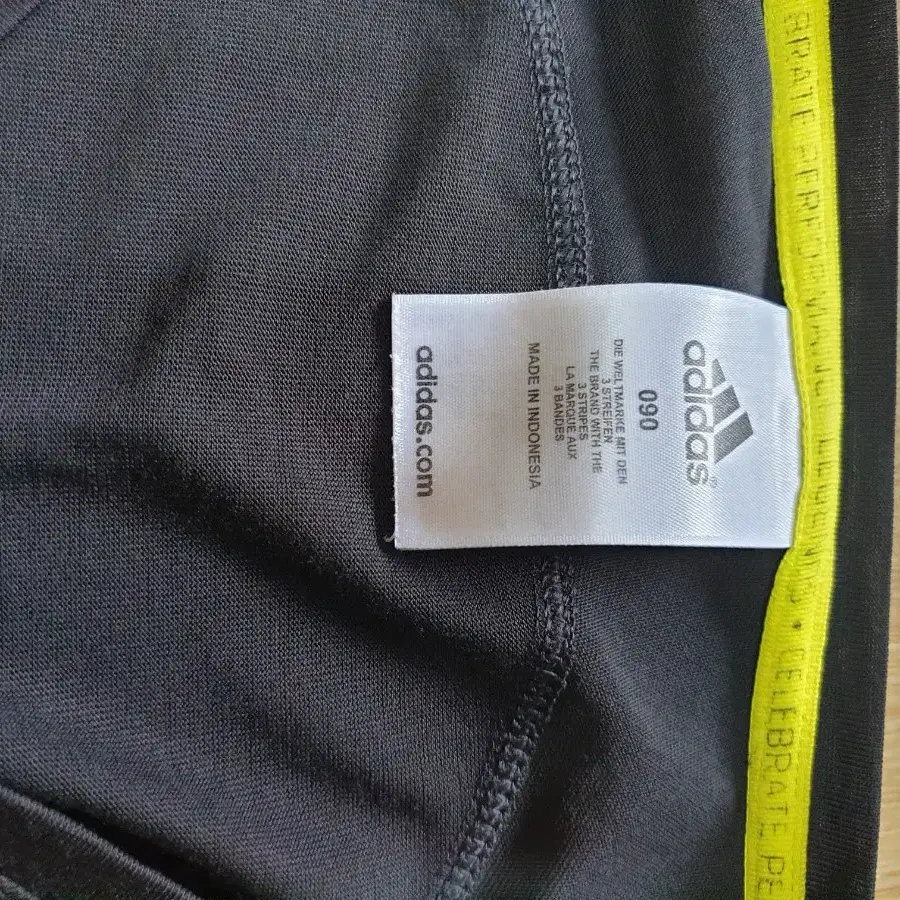 adidas®
090
DIE WELTMARKE MIT DEN
3 STREIFEN
THE BRAND WITH THE
3 STRIPES
LA MARQUE AUX
3 BANDES
MADE IN INDONESIA
adidas.com
• CELEBRATE PE